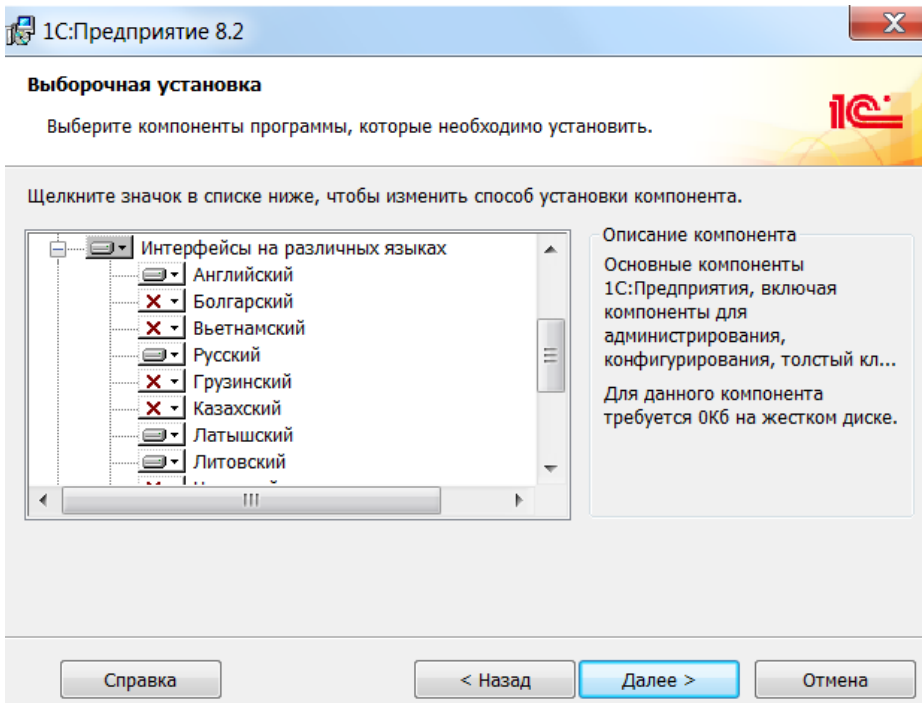 1С:Предприятие 8.2
Выборочная установка
Выберите компоненты программы, которые необходимо установить.
1С
Щелкните значок в списке ниже, чтобы изменить способ установки компонента.
Интерфейсы на различных языках
Английский
Болгарский
Вьетнамский
Русский
Грузинский
Казахский
Латышский
Литовский
Описание компонента
Основные компоненты
1С:Предприятия, включая
компоненты для
администрирования,
конфигурирования, толстый кл...
Для данного компонента
требуется 0Кб на жестком диске.
Справка
< Назад
Далее >
Отмена